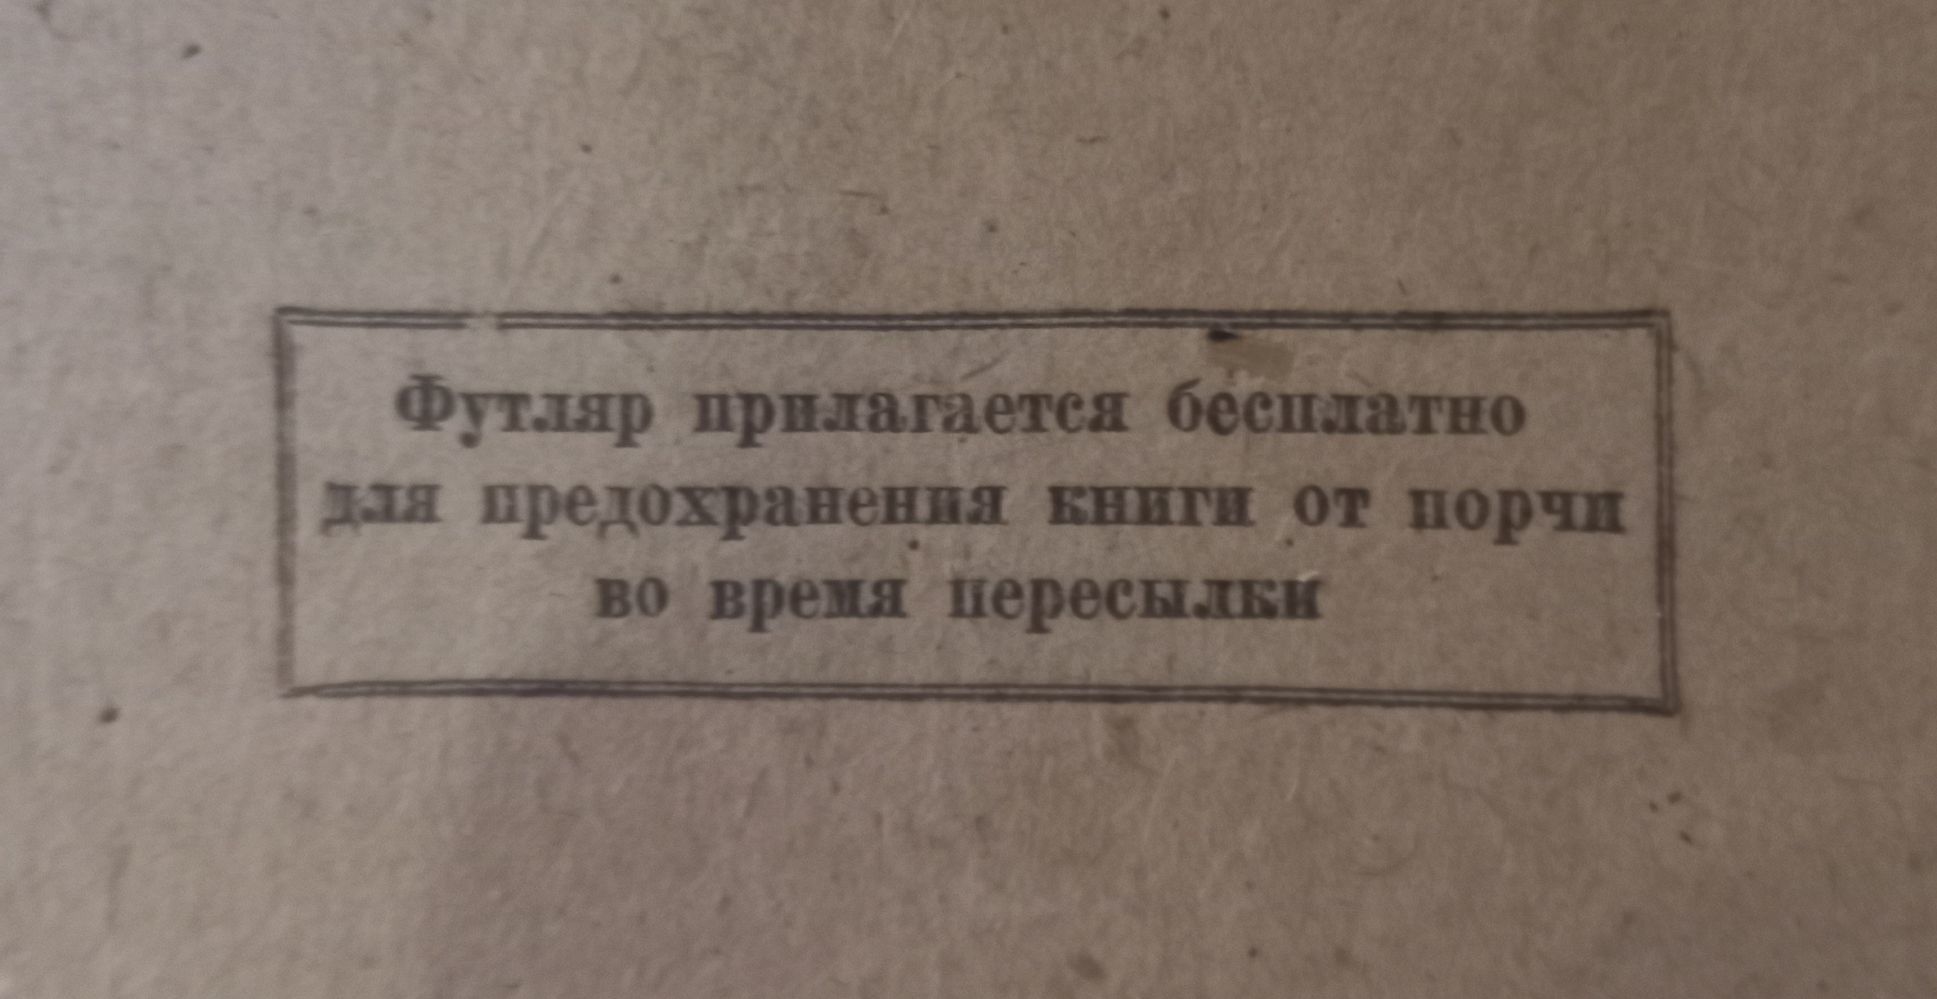 Футляр прилагается бесплатно
для предохранения книги от порчи
во время пересылки